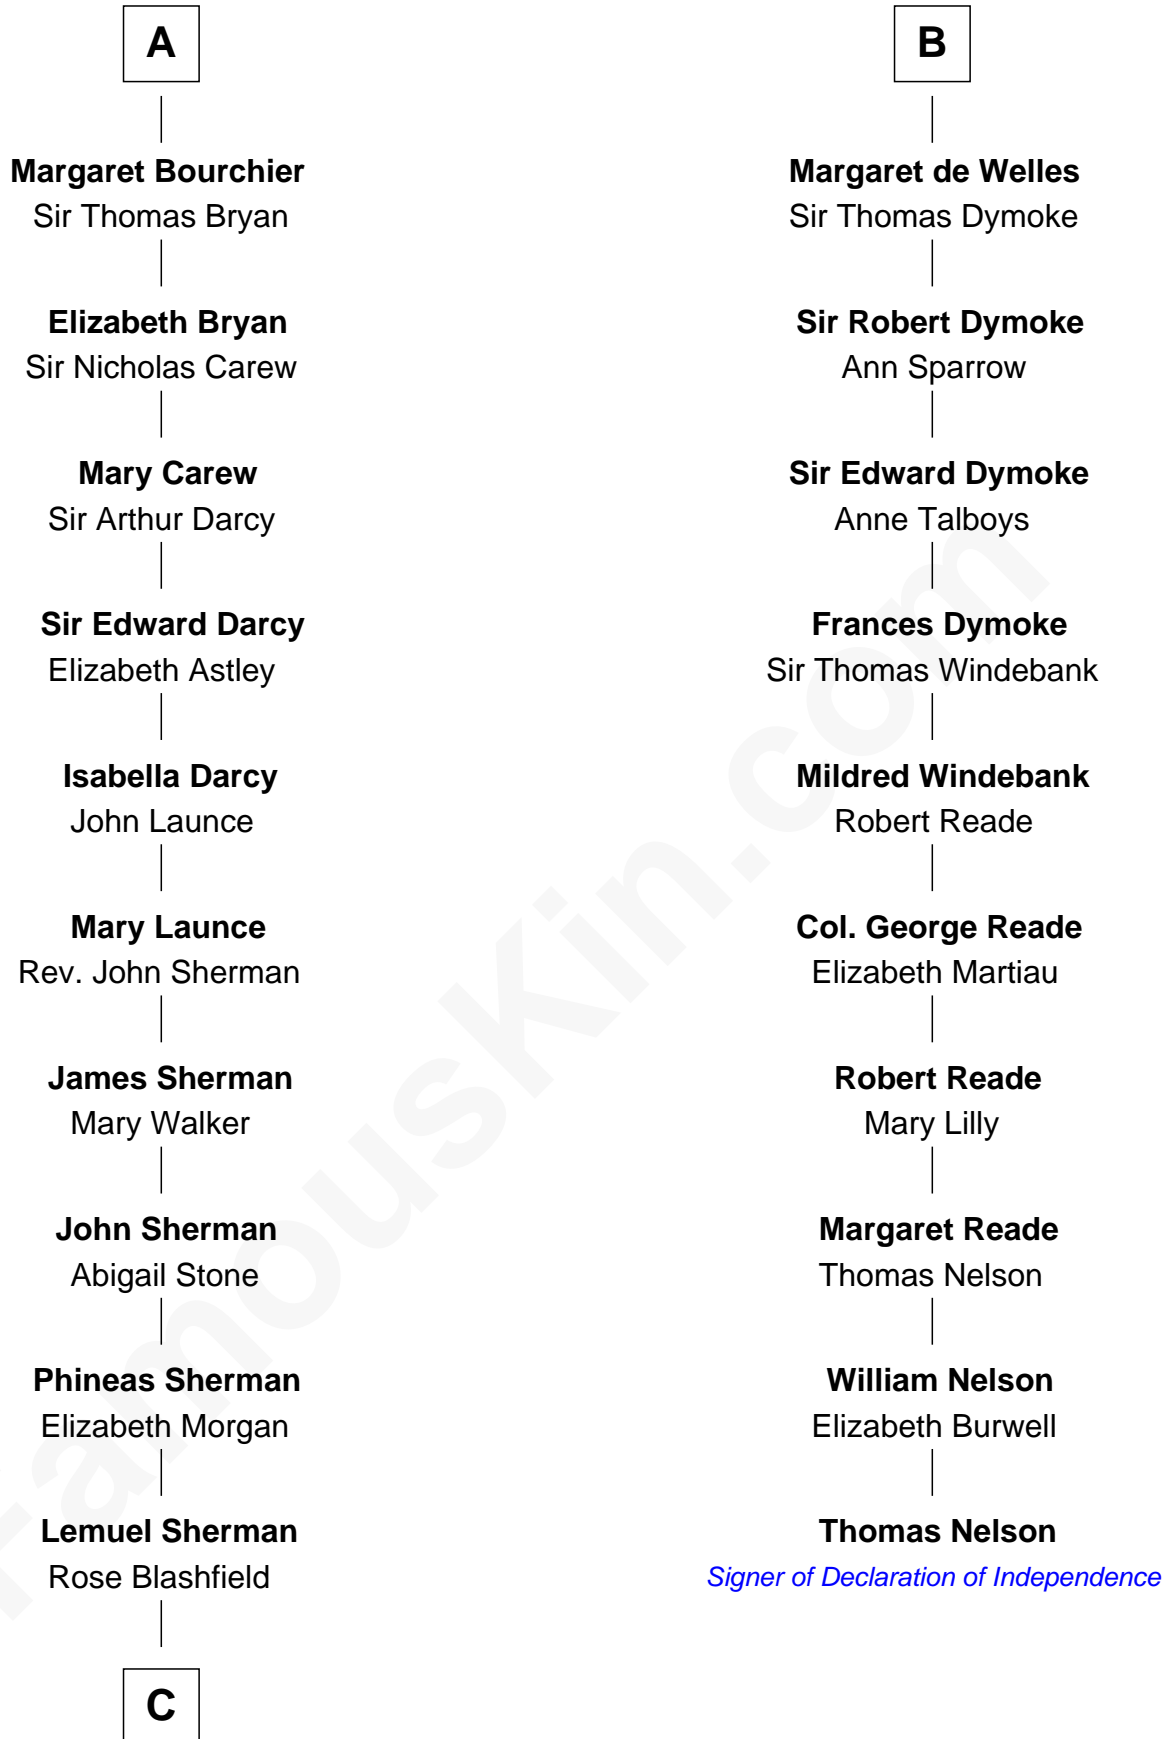 A
Margaret Bourchier
Sir Thomas Bryan
Elizabeth Bryan
Sir Nicholas Carew
Mary Carew
Sir Arthur Darcy
Sir Edward Darcy
Elizabeth Astley
Isabella Darcy
John Launce
Mary Launce
Rev. John Sherman
James Sherman
Mary Walker
John Sherman
Abigail Stone
Phineas Sherman
Elizabeth Morgan
Lemuel Sherman
Rose Blashfield
C
B
Margaret de Welles
Sir Thomas Dymoke
Sir Robert Dymoke
Ann Sparrow
Sir Edward Dymoke
Anne Talboys
Frances Dymoke
Sir Thomas Windebank
Mildred Windebank
Robert Reade
Col. George Reade
Elizabeth Martiau
Robert Reade
Mary Lilly
Margaret Reade
Thomas Nelson
William Nelson
Elizabeth Burwell
Thomas Nelson
Signer of Declaration of Independence
FamousKin.com